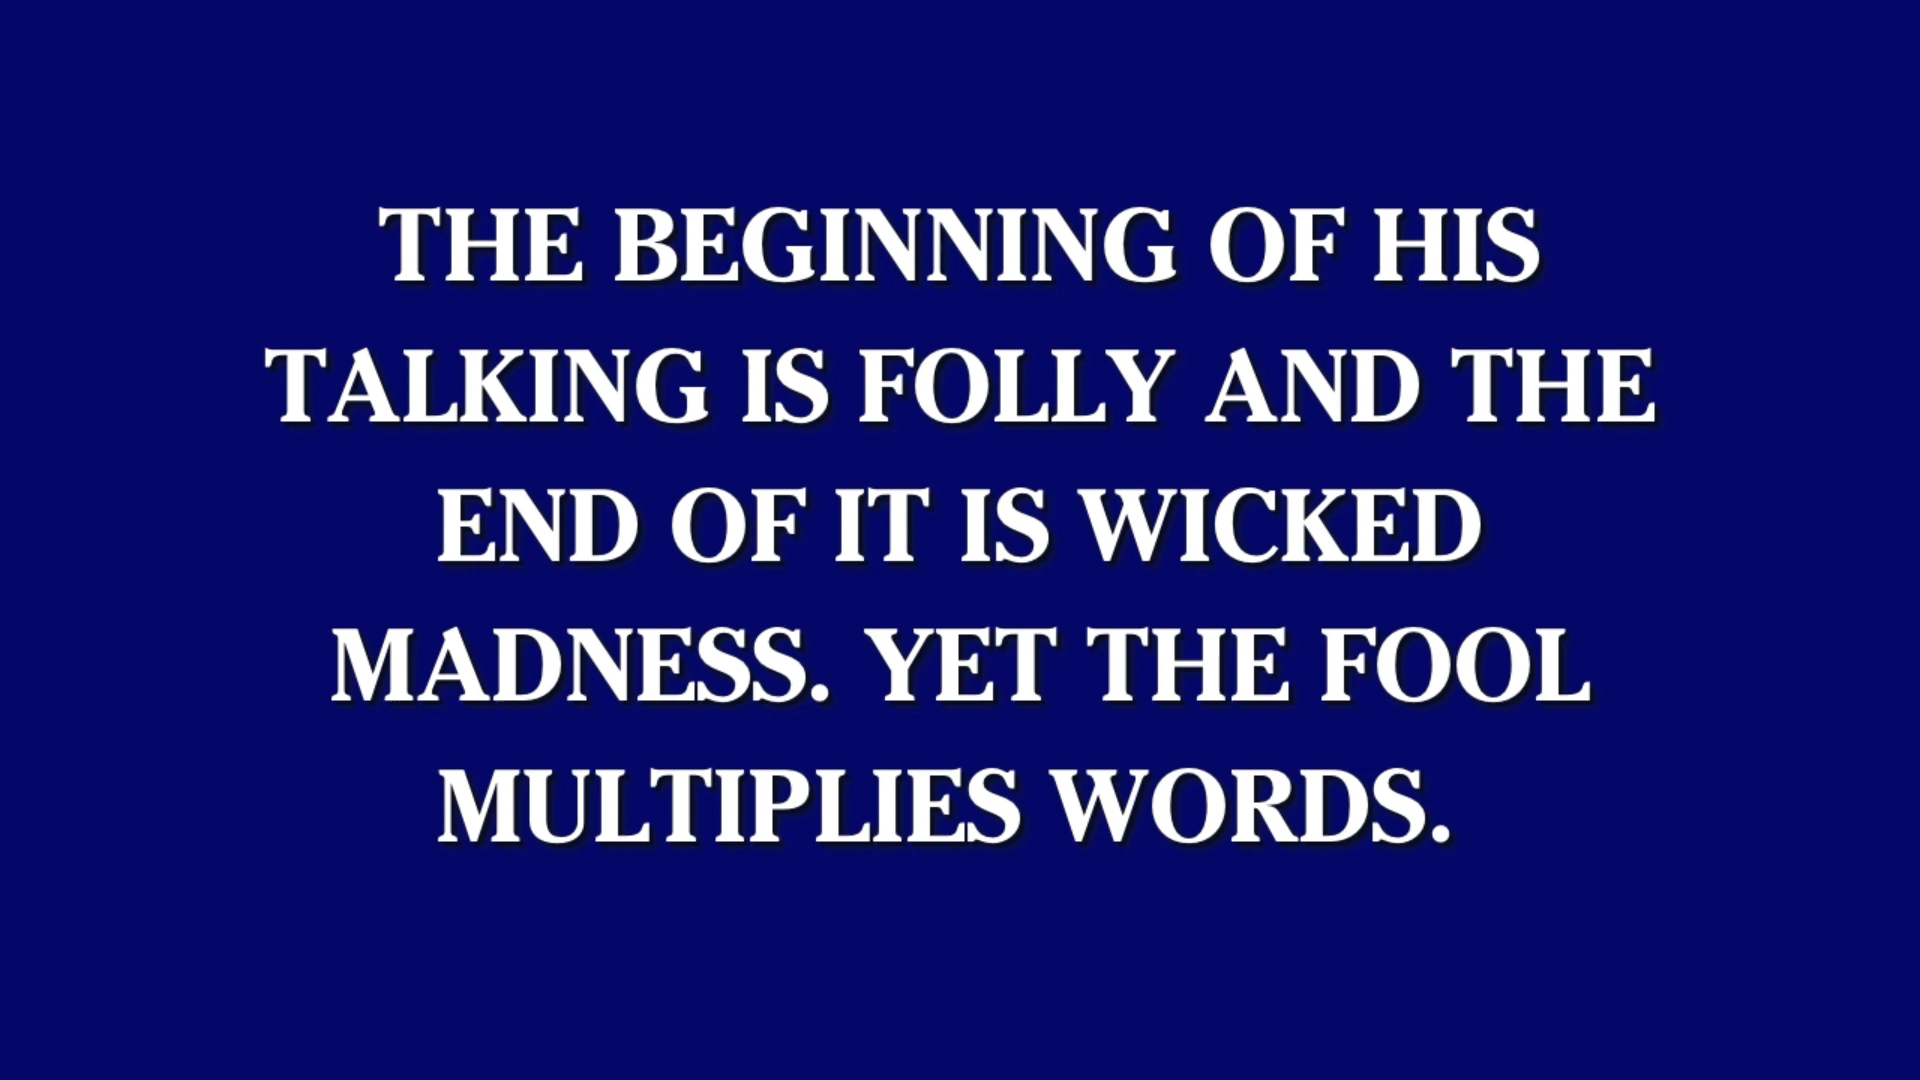 THE BEGINNING OF HIS
TALKING IS FOLLY AND THE
END OF IT IS WICKED
MADNESS. YET THE FOOL
MULTIPLIES WORDS.